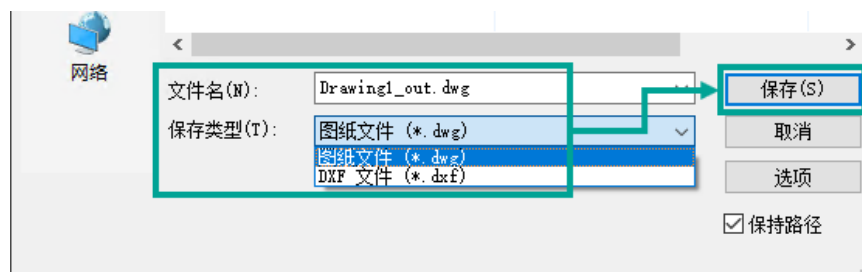 网络
文件名(N):
Drawing1_out.dwg
保存(S)
保存类型(T):
图纸文件 (*.dwg)
取消
图纸文件 (*.dwg)
DXF 文件 (*.dxf)
选项
保持路径